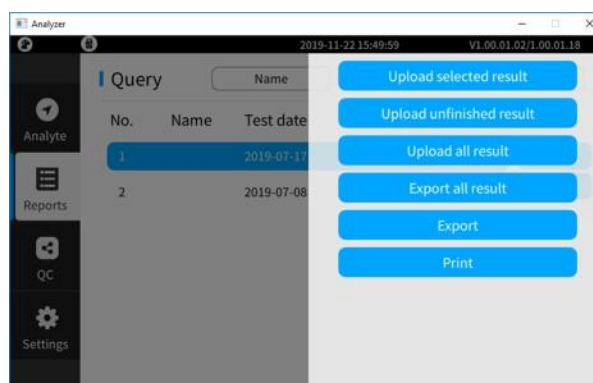 Analyzer
2019-11-22 15:49:59 V1.00.01.02/1.00.01.18
Query Name
No. Name Test date
1 2019-07-17
2 2019-07-08
Analyte
Reports
QC
Settings
Upload selected result
Upload unfinished result
Upload all result
Export all result
Export
Print